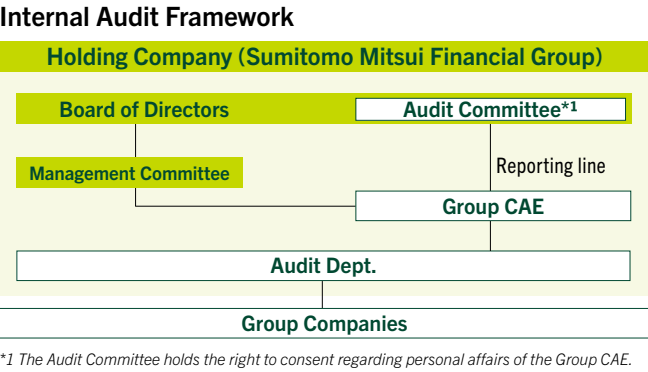 Internal Audit Framework
Holding Company (Sumitomo Mitsui Financial Group)
Board of Directors
Audit Committee*1
Management Committee
Reporting line
Group CAE
Audit Dept.
Group Companies
*1 The Audit Committee holds the right to consent regarding personal affairs of the Group CAE.